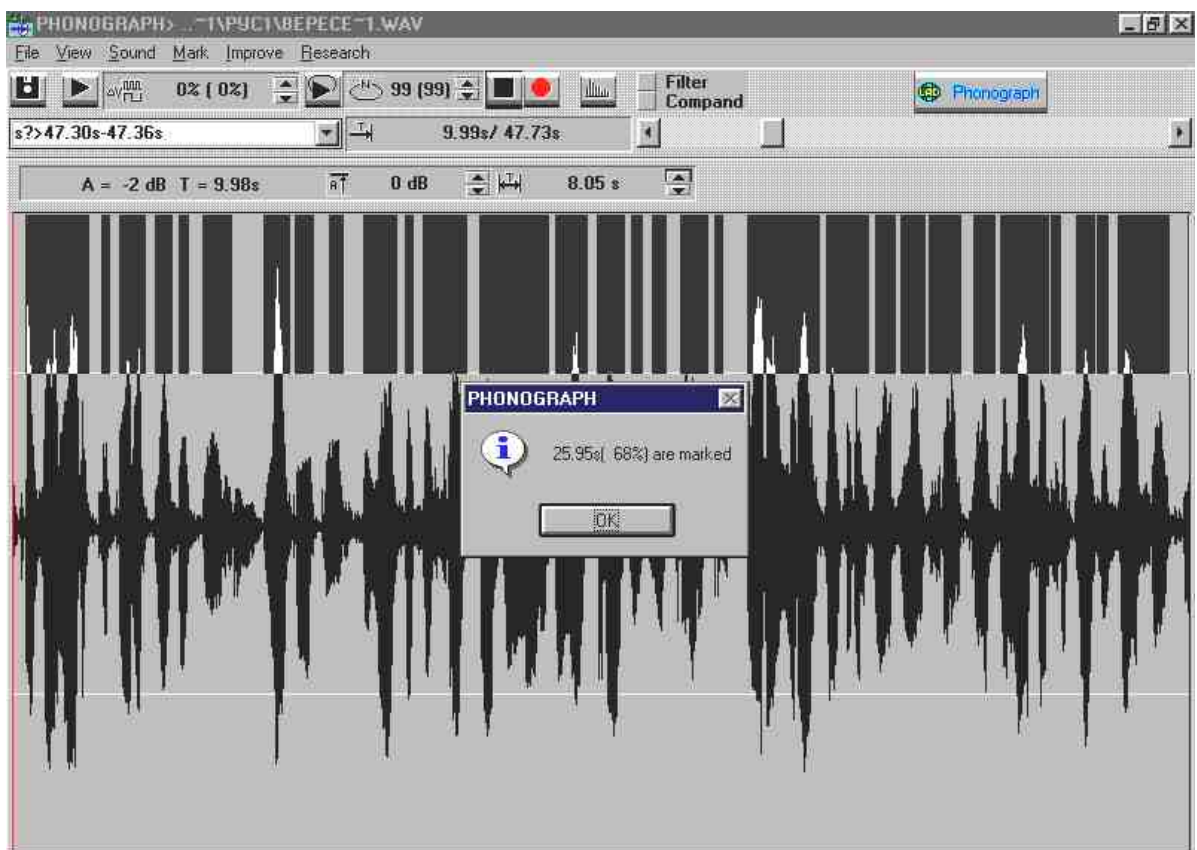 PHONOGRAPH> ...~1\РУС1\ВЕРЕСЕ~1.WAV
File View Sound Mark Improve Research
0% ( 0%) N 99 (99) Filter
Compand
Phonograph
s?>47.30s-47.36s T 9.99s/ 47.73s
A = -2 dB T = 9.98s A 0 dB T 8.05 s
PHONOGRAPH
25.95s( 68%) are marked
OK